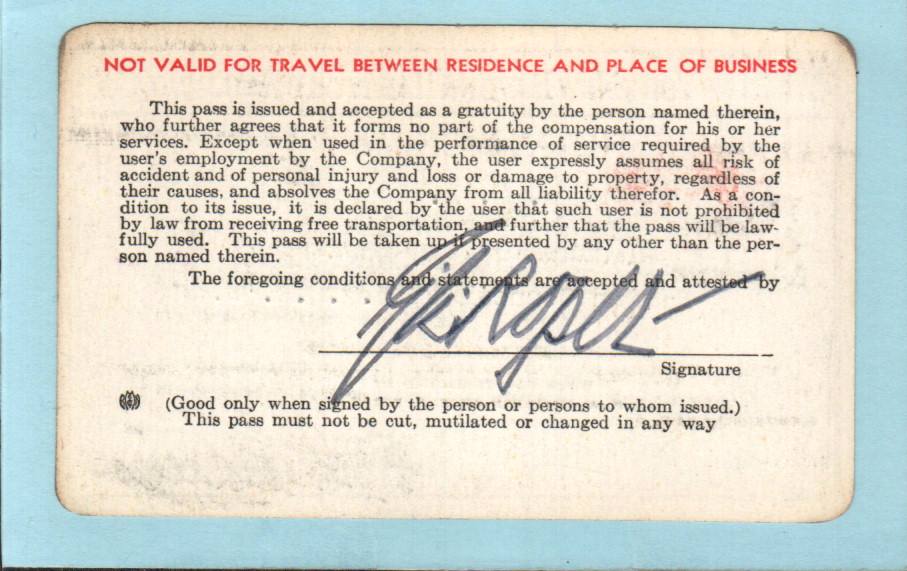 NOT VALID FOR TRAVEL BETWEEN RESIDENCE AND PLACE OF BUSINESS
This pass is issued and accepted as a gratuity by the person named therein,
who further agrees that it forms no part of the compensation for his or her
services. Except when used in the performance of service required by the
user's employment by the Company, the user expressly assumes all risk of
accident and of personal injury and loss or damage to property, regardless of
their causes, and absolves the Company from all liability therefor. As a con-
dition to its issue, it is declared by the user that such user is not prohibited
by law from receiving free transportation, and further that the pass will be law-
fully used. This pass will be taken up if presented by any other than the per-
son named therein.
The foregoing conditions and statements are accepted and attested by
Signature
(Good only when signed by the person or persons to whom issued.)
This pass must not be cut, mutilated or changed in any way